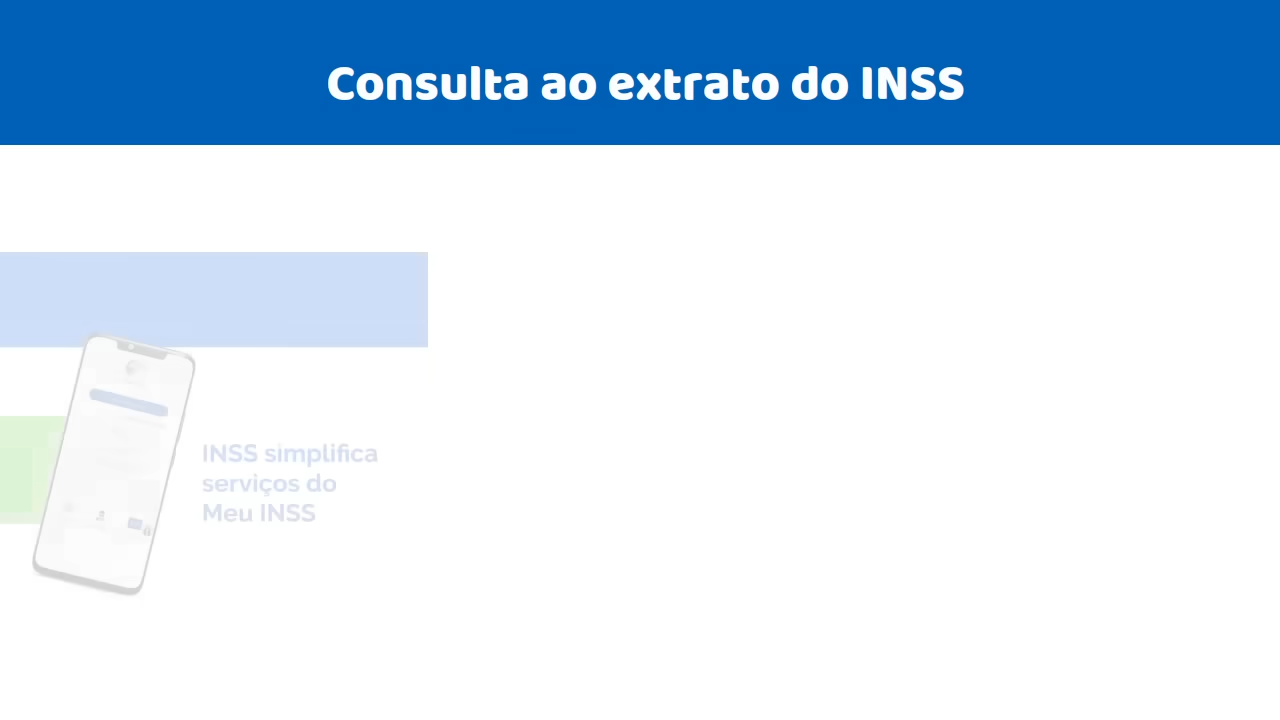 Consulta ao extrato do INSS
INSS simplifica
serviços do
Meu INSS